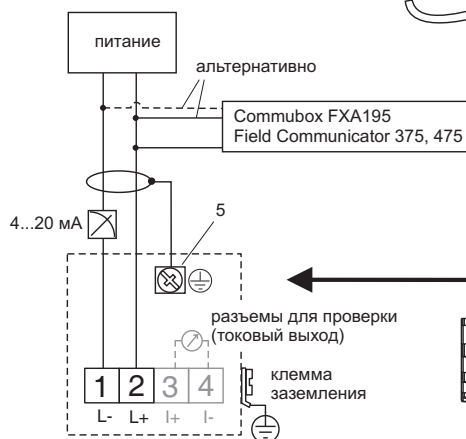 питание
альтернативно
Commubox FXA195
Field Communicator 375, 475
4...20 мА
5
разъемы для проверки
(токовый выход)
1 2 3 4
L- L+ I+ I-
клемма
заземления